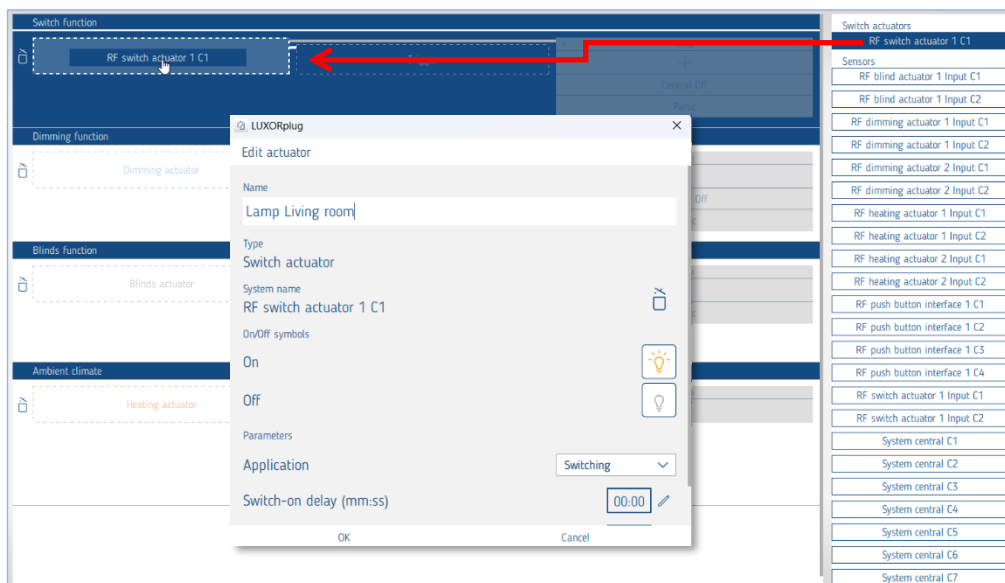 Switch function
RF switch actuator 1 C1
+
Central Off
Panic
Dimming function
Dimming actuator
Off
Blinds function
Blinds actuator
Ambient climate
Heating actuator
LUXORplug
Edit actuator
Name
Lamp Living room
Type
Switch actuator
System name
RF switch actuator 1 C1
On/Off symbols
On
Off
Parameters
Application
Switching
Switch-on delay (mm:ss)
00:00
OK
Cancel
Switch actuators
RF switch actuator 1 C1
Sensors
RF blind actuator 1 Input C1
RF blind actuator 1 Input C2
RF dimming actuator 1 Input C1
RF dimming actuator 1 Input C2
RF dimming actuator 2 Input C1
RF dimming actuator 2 Input C2
RF heating actuator 1 Input C1
RF heating actuator 1 Input C2
RF heating actuator 2 Input C1
RF heating actuator 2 Input C2
RF push button interface 1 C1
RF push button interface 1 C2
RF push button interface 1 C3
RF push button interface 1 C4
RF switch actuator 1 Input C1
RF switch actuator 1 Input C2
System central C1
System central C2
System central C3
System central C4
System central C5
System central C6
System central C7